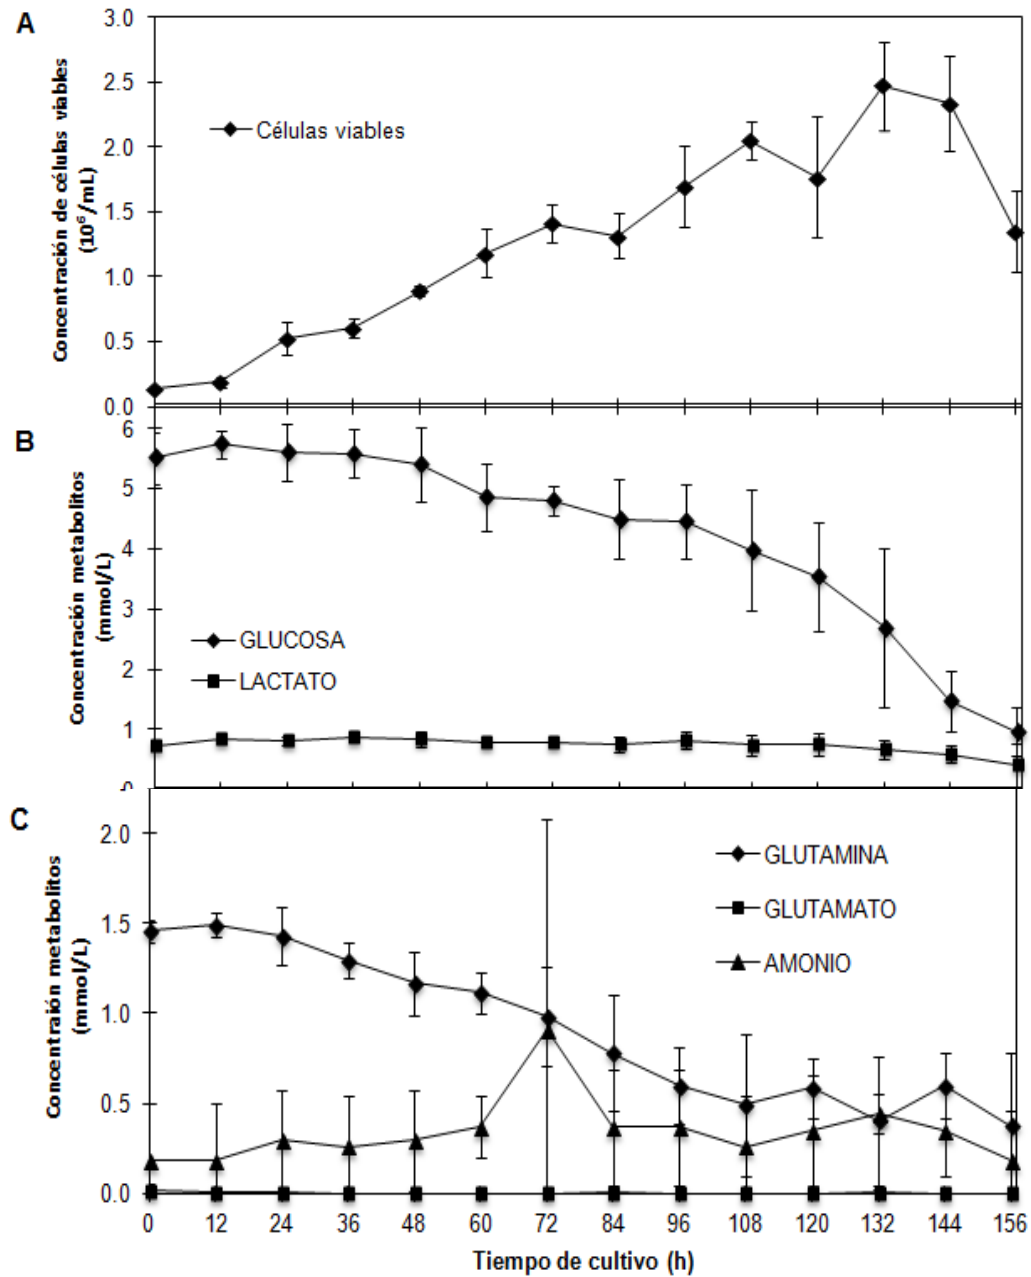 A
Concentración de células viables
(10⁶/mL)
3.0
2.5
2.0
1.5
1.0
0.5
0.0
Células viables
B
Concentración metabolitos
(mmol/L)
6
5
4
3
2
1
0
GLUCOSA
LACTATO
C
Concentraión metabolitos
(mmol/L)
2.0
1.5
1.0
0.5
0.0
GLUTAMINA
GLUTAMATO
AMONIO
0 12 24 36 48 60 72 84 96 108 120 132 144 156
Tiempo de cultivo (h)